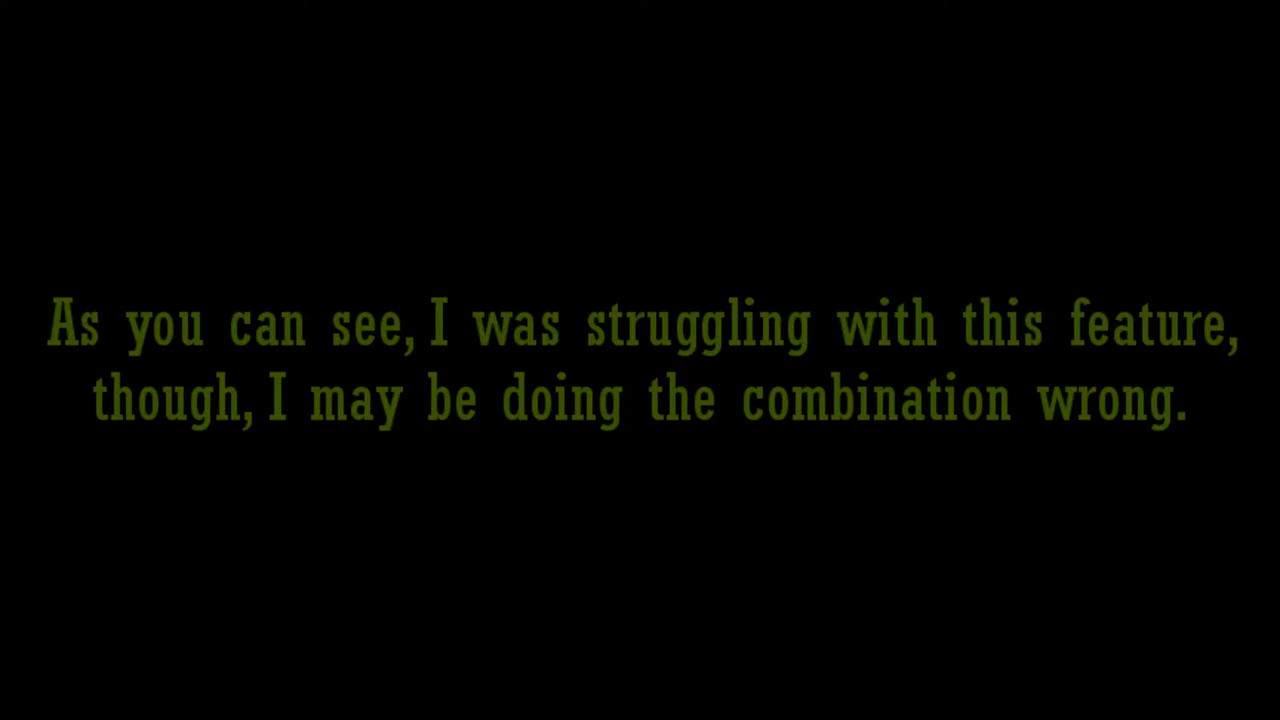 As you can see, I was struggling with this feature,
though, I may be doing the combination wrong.